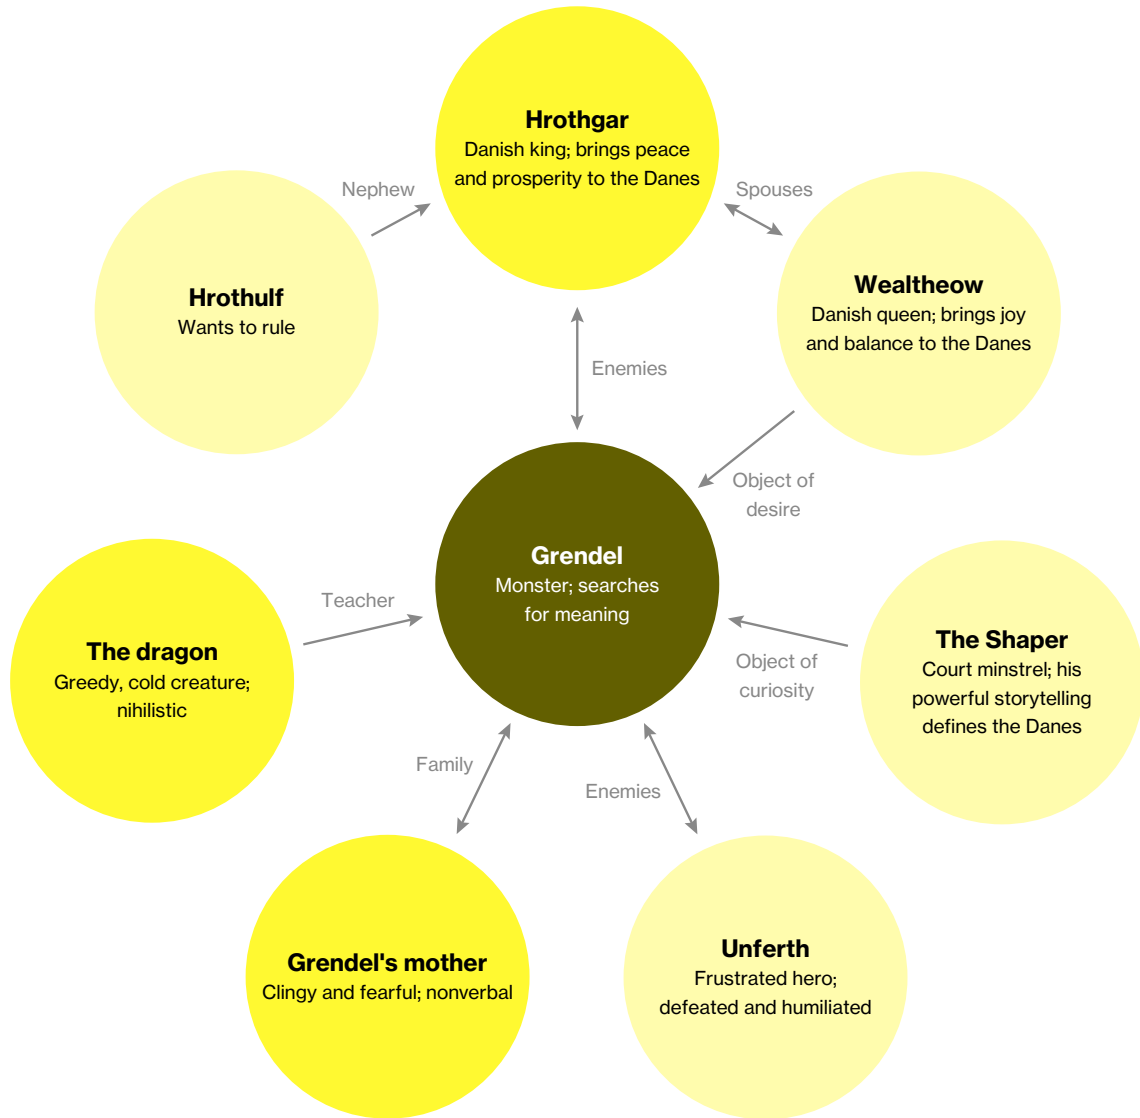 Hrothgar
Danish king; brings peace
and prosperity to the Danes
Nephew
Spouses
Hrothulf
Wants to rule
Wealtheow
Danish queen; brings joy
and balance to the Danes
Enemies
Object of
desire
Grendel
Monster; searches
for meaning
Teacher
The dragon
Greedy, cold creature;
nihilistic
Object of
curiosity
The Shaper
Court minstrel; his
powerful storytelling
defines the Danes
Family
Enemies
Grendel's mother
Clingy and fearful; nonverbal
Unferth
Frustrated hero;
defeated and humiliated